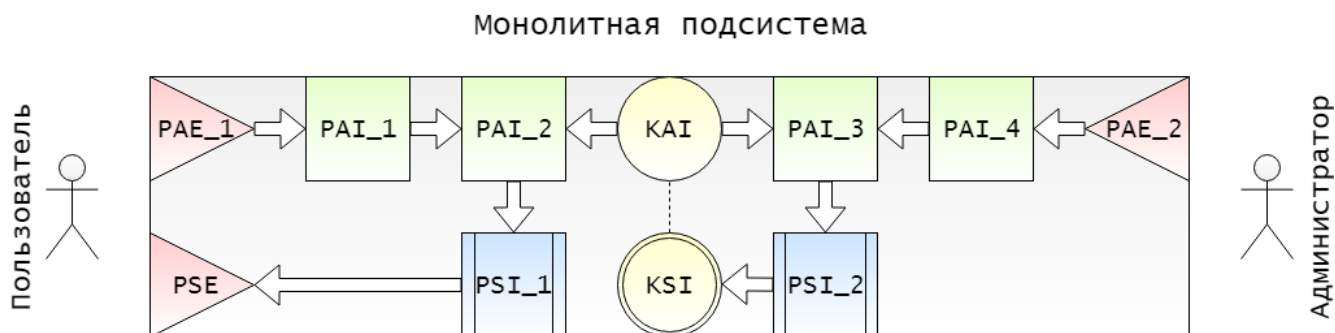 Монолитная подсистема
Пользователь
PAE_1
PAI_1
PAI_2
KAI
PAI_3
PAI_4
PAE_2
Администратор
PSE
PSI_1
KSI
PSI_2